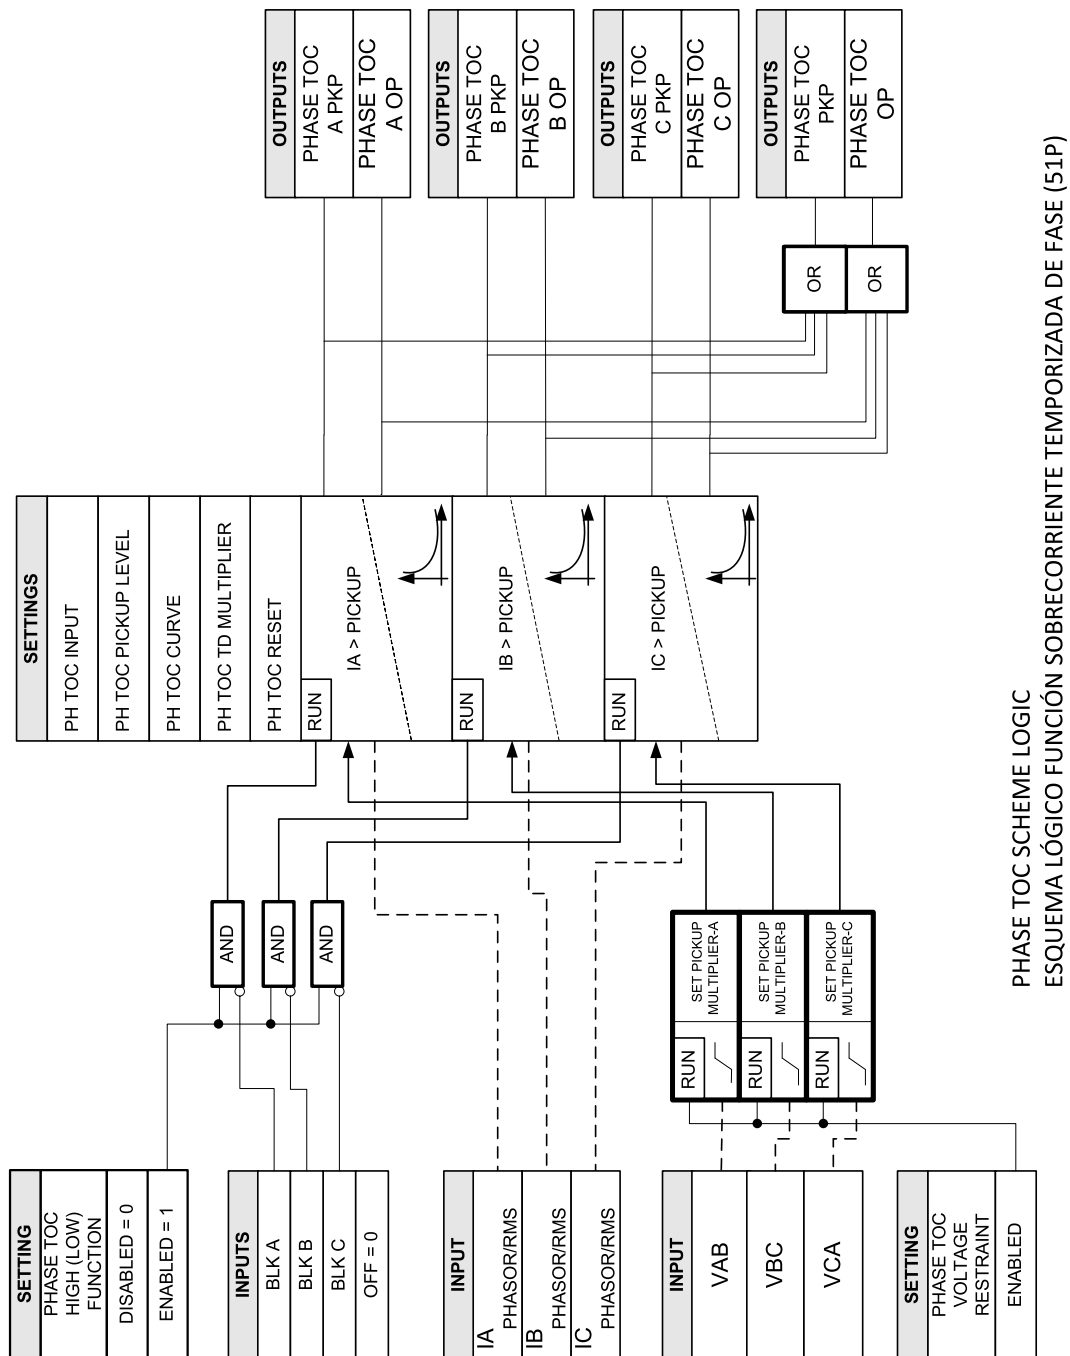 SETTING
PHASE TOC
HIGH (LOW)
FUNCTION
DISABLED = 0
ENABLED = 1
INPUTS
BLK A
BLK B
BLK C
OFF = 0
INPUT
IA
PHASOR/RMS
IB
PHASOR/RMS
IC
PHASOR/RMS
INPUT
VAB
VBC
VCA
SETTING
PHASE TOC
VOLTAGE
RESTRAINT
ENABLED
AND
AND
AND
RUN
SET PICKUP
MULTIPLIER-A
RUN
SET PICKUP
MULTIPLIER-B
RUN
SET PICKUP
MULTIPLIER-C
SETTINGS
PH TOC INPUT
PH TOC PICKUP LEVEL
PH TOC CURVE
PH TOC TD MULTIPLIER
PH TOC RESET
RUN
IA > PICKUP
RUN
IB > PICKUP
RUN
IC > PICKUP
OR
OR
OUTPUTS
PHASE TOC
A PKP
PHASE TOC
A OP
OUTPUTS
PHASE TOC
B PKP
PHASE TOC
B OP
OUTPUTS
PHASE TOC
C PKP
PHASE TOC
C OP
OUTPUTS
PHASE TOC
PKP
PHASE TOC
OP
PHASE TOC SCHEME LOGIC
ESQUEMA LÓGICO FUNCIÓN SOBRECORRIENTE TEMPORIZADA DE FASE (51P)